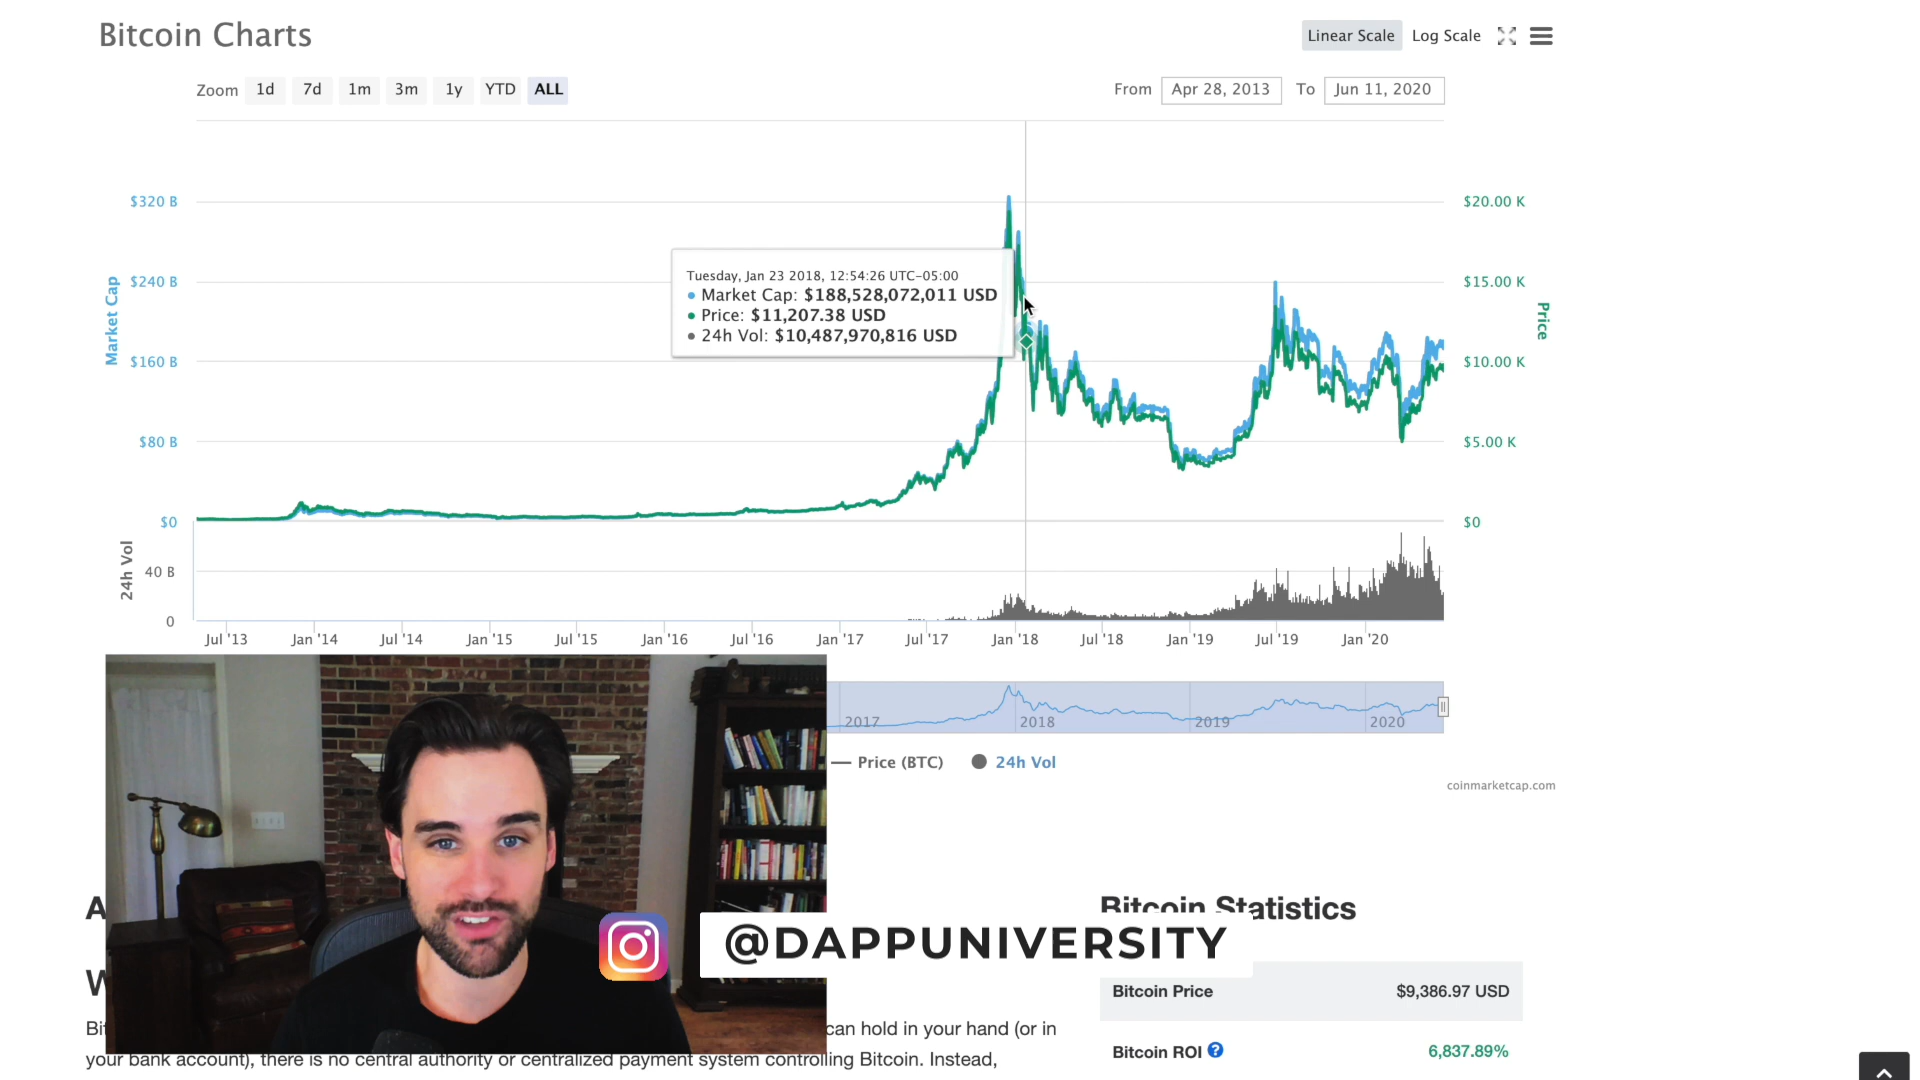 Bitcoin Charts
Linear Scale Log Scale
Zoom 1d 7d 1m 3m 1y YTD ALL
From Apr 28, 2013 To Jun 11, 2020
$320 B
$240 B
$160 B
$80 B
$0
Market Cap
Tuesday, Jan 23 2018, 12:54:26 UTC−05:00
Market Cap: $188,528,072,011 USD
Price: $11,207.38 USD
24h Vol: $10,487,970,816 USD
$20.00 K
$15.00 K
$10.00 K
$5.00 K
$0
Price
24h Vol
40 B
0
Jul '13 Jan '14 Jul '14 Jan '15 Jul '15 Jan '16 Jul '16 Jan '17 Jul '17 Jan '18 Jul '18 Jan '19 Jul '19 Jan '20
2017 2018 2019 2020
Price (BTC) 24h Vol
coinmarketcap.com
@DAPPUNIVERSITY
can hold in your hand (or in
your bank account), there is no central authority or centralized payment system controlling Bitcoin. Instead,
Bitcoin Statistics
Bitcoin Price $9,386.97 USD
Bitcoin ROI ? 6,837.89%